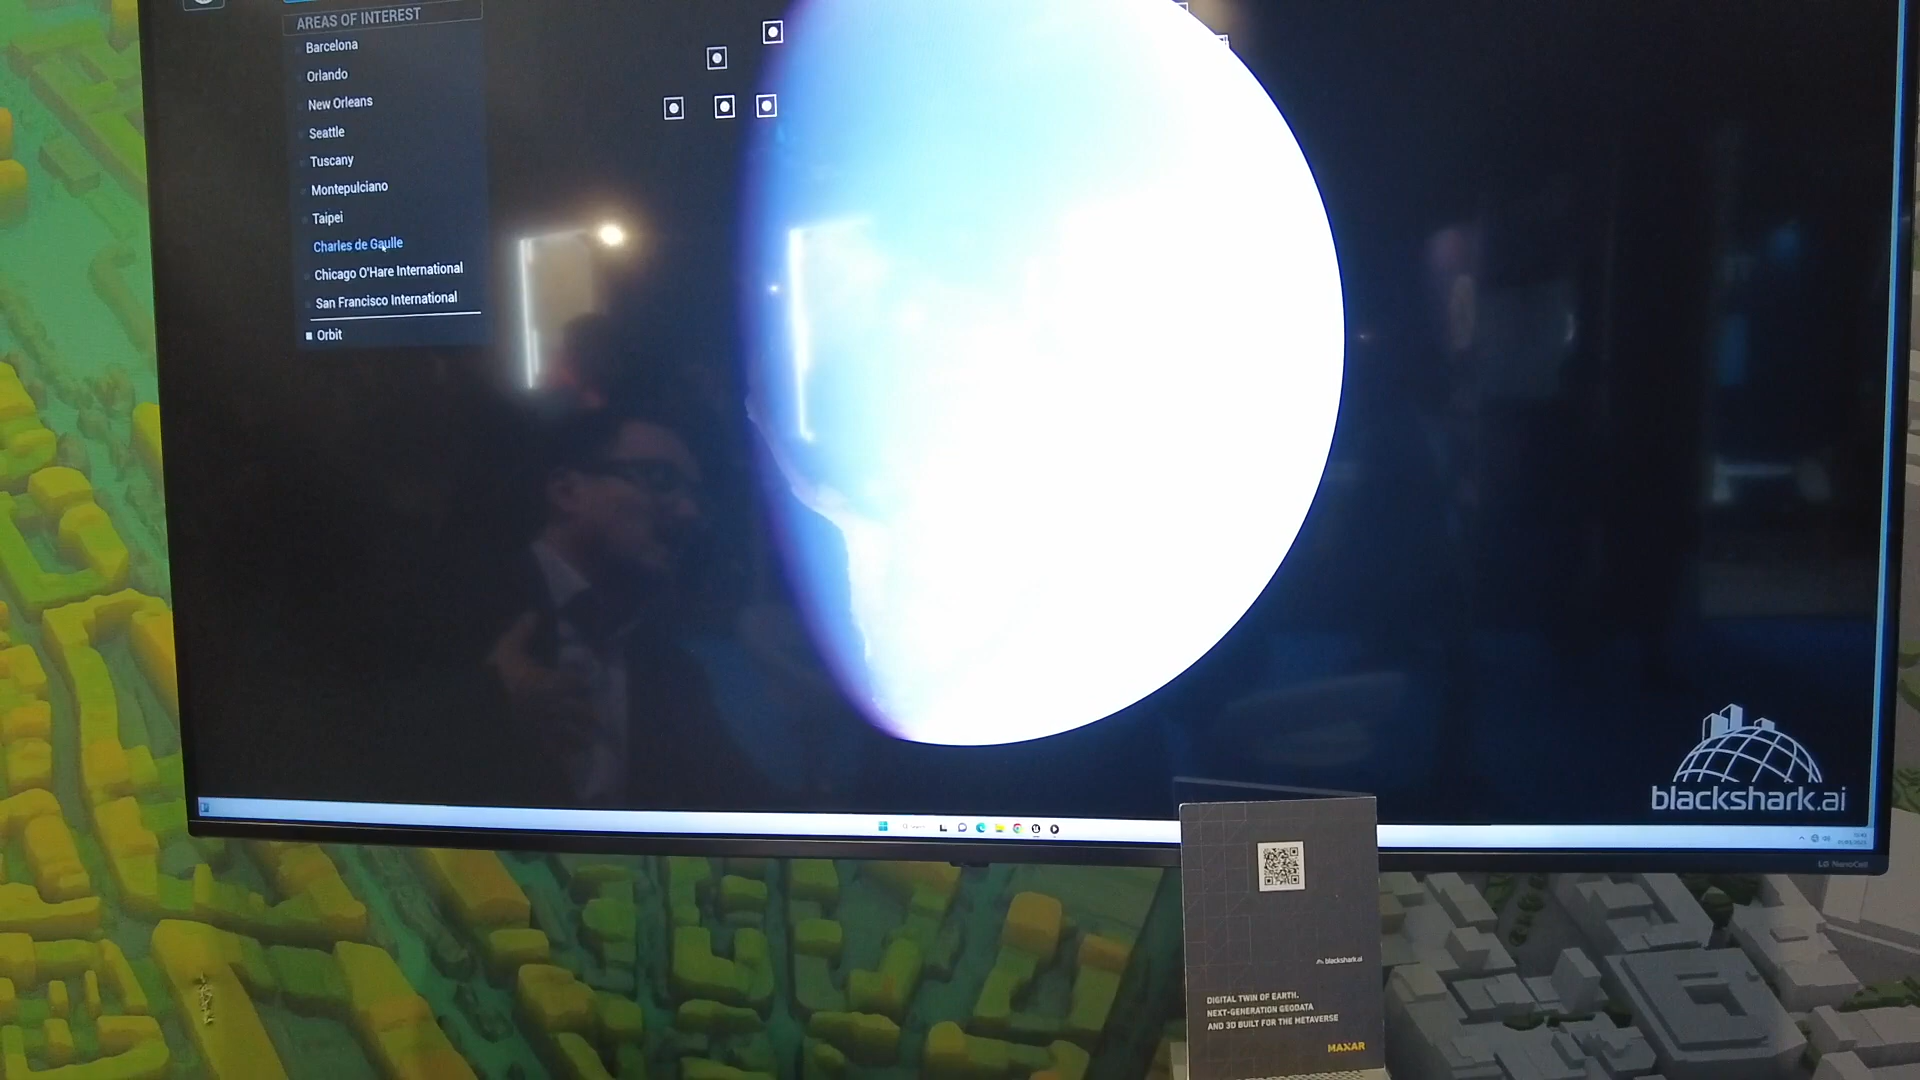 AREAS OF INTEREST
Barcelona
Orlando
New Orleans
Seattle
Tuscany
Montepulciano
Taipei
Charles de Gaulle
Chicago O'Hare International
San Francisco International
Orbit
blackshark.ai
LG NanoCell
blackshark.ai
DIGITAL TWIN OF EARTH.
NEXT-GENERATION GEODATA
AND 3D BUILT FOR THE METAVERSE
MAXAR